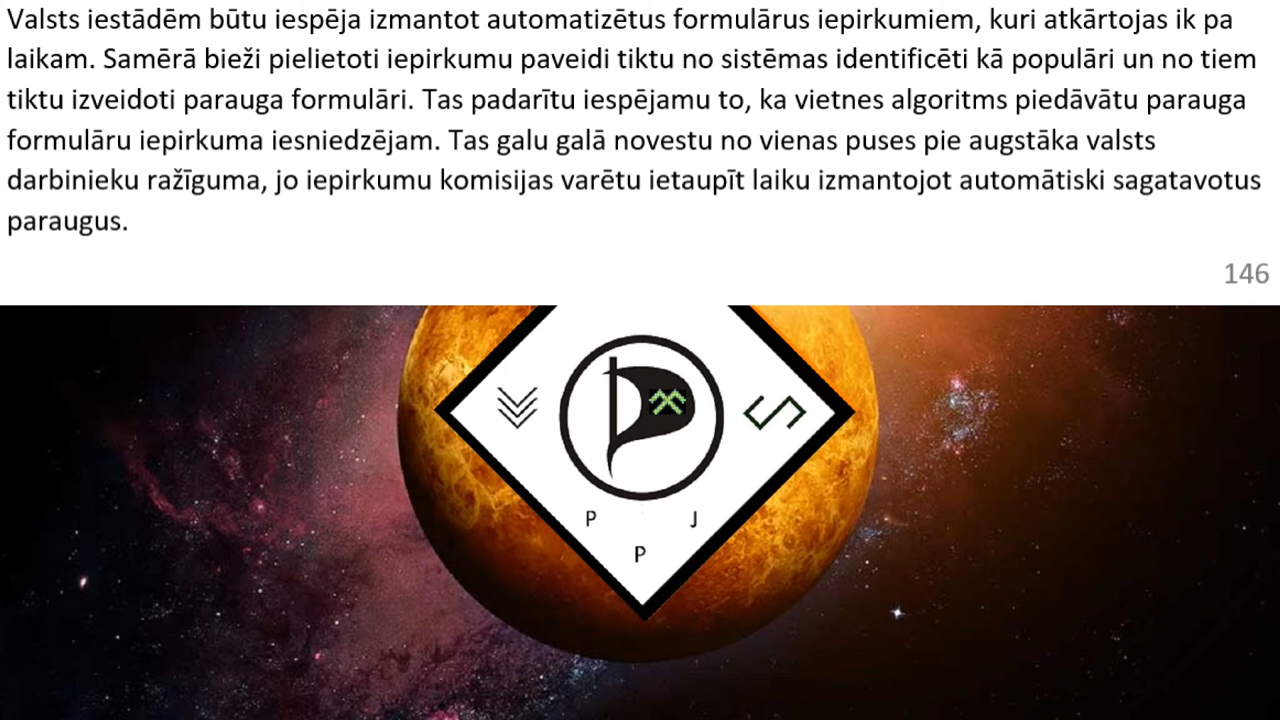 Valsts iestādēm būtu iespēja izmantot automatizētus formulārus iepirkumiem, kuri atkārtojas ik pa
laikam. Samērā bieži pielietoti iepirkumu paveidi tiktu no sistēmas identificēti kā populāri un no tiem
tiktu izveidoti parauga formulāri. Tas padarītu iespējamu to, ka vietnes algoritms piedāvātu parauga
formulāru iepirkuma iesniedzējam. Tas galu galā novestu no vienas puses pie augstāka valsts
darbinieku ražīguma, jo iepirkumu komisijas varētu ietaupīt laiku izmantojot automātiski sagatavotus
paraugus.
146
P J
P